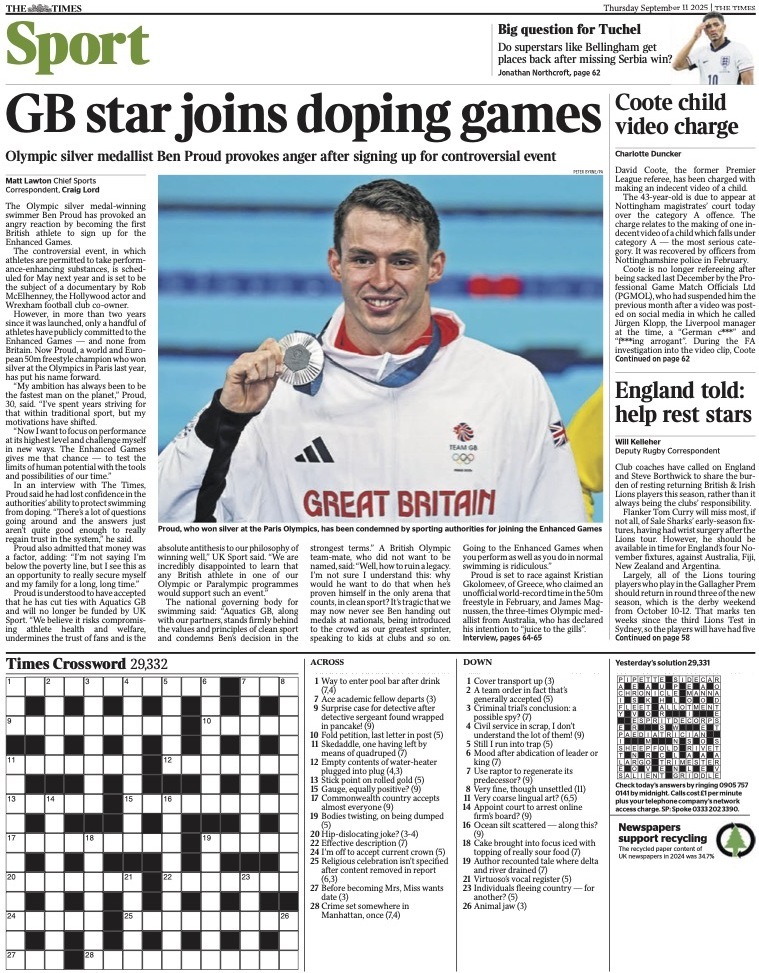 THE TIMES
Thursday September 11 2025 | THE TIMES
Sport
Big question for Tuchel
Do superstars like Bellingham get
places back after missing Serbia win?
Jonathan Northcroft, page 62
10
GB star joins doping games
Olympic silver medallist Ben Proud provokes anger after signing up for controversial event
PETER BYRNE/PA
Matt Lawton Chief Sports
Correspondent, Craig Lord
The Olympic silver medal-winning
swimmer Ben Proud has provoked an
angry reaction by becoming the first
British athlete to sign up for the
Enhanced Games.
The controversial event, in which
athletes are permitted to take perform-
ance-enhancing substances, is sched-
uled for May next year and is set to be
the subject of a documentary by Rob
McElhenney, the Hollywood actor and
Wrexham football club co-owner.
However, in more than two years
since it was launched, only a handful of
athletes have publicly committed to the
Enhanced Games — and none from
Britain. Now Proud, a world and Euro-
pean 50m freestyle champion who won
silver at the Olympics in Paris last year,
has put his name forward.
"My ambition has always been to be
the fastest man on the planet," Proud,
30, said. "I've spent years striving for
that within traditional sport, but my
motivations have shifted.
"Now I want to focus on performance
at its highest level and challenge myself
in new ways. The Enhanced Games
gives me that chance — to test the
limits of human potential with the tools
and possibilities of our time."
In an interview with The Times,
Proud said he had lost confidence in the
authorities' ability to protect swimming
from doping. "There's a lot of questions
going around and the answers just
aren't quite good enough to really
regain trust in the system," he said.
Proud also admitted that money was
a factor, adding: "I'm not saying I'm
below the poverty line, but I see this as
an opportunity to really secure myself
and my family for a long, long time."
Proud is understood to have accepted
that he has cut ties with Aquatics GB
and will no longer be funded by UK
Sport. "We believe it risks compromis-
ing athlete health and welfare,
undermines the trust of fans and is the
TEAM GB
GREAT BRITAIN
Proud, who won silver at the Paris Olympics, has been condemned by sporting authorities for joining the Enhanced Games
absolute antithesis to our philosophy of
winning well," UK Sport said. "We are
incredibly disappointed to learn that
any British athlete in one of our
Olympic or Paralympic programmes
would support such an event."
The national governing body for
swimming said: "Aquatics GB, along
with our partners, stands firmly behind
the values and principles of clean sport
and condemns Ben's decision in the
strongest terms." A British Olympic
team-mate, who did not want to be
named, said: "Well, how to ruin a legacy.
I'm not sure I understand this: why
would he want to do that when he's
proven himself in the only arena that
counts, in clean sport? It's tragic that we
may now never see Ben handing out
medals at nationals, being introduced
to the crowd as our greatest sprinter,
speaking to kids at clubs and so on.
Going to the Enhanced Games when
you perform as well as you do in normal
swimming is ridiculous."
Proud is set to race against Kristian
Gkolomeev, of Greece, who claimed an
unofficial world-record time in the 50m
freestyle in February, and James Mag-
nussen, the three-times Olympic med-
allist from Australia, who has declared
his intention to "juice to the gills".
Interview, pages 64-65
Coote child
video charge
Charlotte Duncker
David Coote, the former Premier
League referee, has been charged with
making an indecent video of a child.
The 43-year-old is due to appear at
Nottingham magistrates' court today
over the category A offence. The
charge relates to the making of one in-
decent video of a child which falls under
category A — the most serious cate-
gory. It was recovered by officers from
Nottinghamshire police in February.
Coote is no longer refereeing after
being sacked last December by the Pro-
fessional Game Match Officials Ltd
(PGMOL), who had suspended him the
previous month after a video was post-
ed on social media in which he called
Jürgen Klopp, the Liverpool manager
at the time, a "German c***" and
"f***ing arrogant". During the FA
investigation into the video clip, Coote
Continued on page 62
England told:
help rest stars
Will Kelleher
Deputy Rugby Correspondent
Club coaches have called on England
and Steve Borthwick to share the bur-
den of resting returning British & Irish
Lions players this season, rather than it
always being the clubs' responsibility.
Flanker Tom Curry will miss most, if
not all, of Sale Sharks' early-season fix-
tures, having had wrist surgery after the
Lions tour. However, he should be
available in time for England's four No-
vember fixtures, against Australia, Fiji,
New Zealand and Argentina.
Largely, all of the Lions touring
players who play in the Gallagher Prem
should return in round three of the new
season, which is the derby weekend
from October 10-12. That marks ten
weeks since the third Lions Test in
Sydney, so the players will have had five
Continued on page 58
Times Crossword 29,332
1 2 3 4 5 6 7 8
9 10
11 12
13 14 15 16
17 18 19
20 21 22 23
24 25 26
27 28
ACROSS
1 Way to enter pool bar after drink
(7,4)
7 Ace academic fellow departs (3)
9 Surprise case for detective after
detective sergeant found wrapped
in pancake! (9)
10 Fold petition, last letter in post (5)
11 Skedaddle, one having left by
means of quadruped (7)
12 Empty contents of water-heater
plugged into plug (4,3)
13 Stick point on rolled gold (5)
15 Gauge, equally positive? (9)
17 Commonwealth country accepts
almost everyone (9)
19 Bodies twisting, on being dumped
(5)
20 Hip-dislocating joke? (3-4)
22 Effective description (7)
24 I'm off to accept current crown (5)
25 Religious celebration isn't specified
after content removed in report
(6,3)
27 Before becoming Mrs, Miss wants
date (3)
28 Crime set somewhere in
Manhattan, once (7,4)
DOWN
1 Cover transport up (3)
2 A team order in fact that's
generally accepted (5)
3 Criminal trial's conclusion: a
possible spy? (7)
4 Civil service in scrap, I don't
understand the lot of them! (9)
5 Still I run into trap (5)
6 Mood after abdication of leader or
king (7)
7 Use raptor to regenerate its
predecessor? (9)
8 Very fine, though unsettled (11)
11 Very coarse lingual art? (6,5)
14 Appoint court to arrest online
firm's board? (9)
16 Ocean silt scattered — along this?
(9)
18 Cake brought into focus iced with
topping of really sour food (7)
19 Author recounted tale where delta
and river drained (7)
21 Virtuoso's vocal register (5)
23 Individuals fleeing country — for
another? (5)
26 Animal jaw (3)
Yesterday's solution 29,331
Check today's answers by ringing 0905 757
0141 by midnight. Calls cost £1 per minute
plus your telephone company's network
access charge. SP: Spoke 0333 202 3390.
Newspapers
support recycling
The recycled paper content of
UK newspapers in 2024 was 34.7%